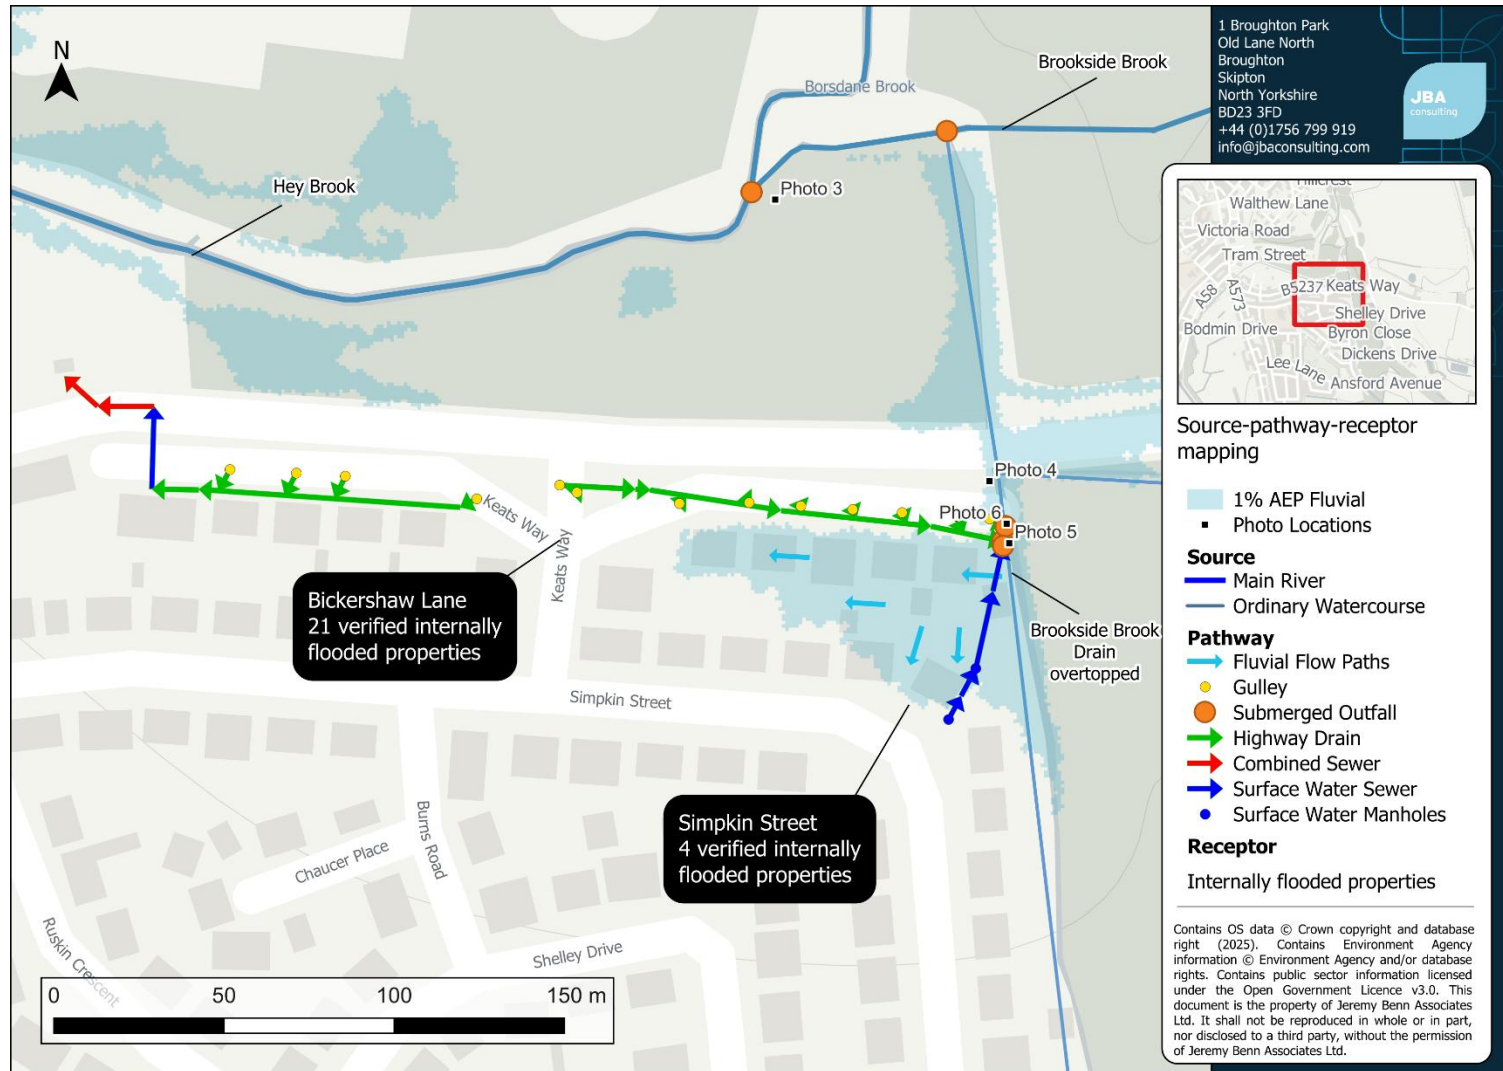 1 Broughton Park
Old Lane North
Broughton
Skipton
North Yorkshire
BD23 3FD
+44 (0)1756 799 919
info@jbaconsulting.com
JBA
consulting
N
Borsdane Brook
Brookside Brook
Hey Brook
Photo 3
Photo 4
Photo 6
Photo 5
Keats Way
Keats Way
Bickershaw Lane
21 verified internally
flooded properties
Brookside Brook
Drain
overtopped
Simpkin Street
Simpkin Street
4 verified internally
flooded properties
Burns Road
Chaucer Place
Ruskin Crescent
Shelley Drive
0 50 100 150 m
Hillcrest
Walthew Lane
Victoria Road
Tram Street
A58
A573
B5237
Keats Way
Shelley Drive
Bodmin Drive
Byron Close
Dickens Drive
Lee Lane
Ansford Avenue
Source-pathway-receptor
mapping
1% AEP Fluvial
Photo Locations
Source
Main River
Ordinary Watercourse
Pathway
Fluvial Flow Paths
Gulley
Submerged Outfall
Highway Drain
Combined Sewer
Surface Water Sewer
Surface Water Manholes
Receptor
Internally flooded properties
Contains OS data © Crown copyright and database
right (2025). Contains Environment Agency
information © Environment Agency and/or database
rights. Contains public sector information licensed
under the Open Government Licence v3.0. This
document is the property of Jeremy Benn Associates
Ltd. It shall not be reproduced in whole or in part,
nor disclosed to a third party, without the permission
of Jeremy Benn Associates Ltd.